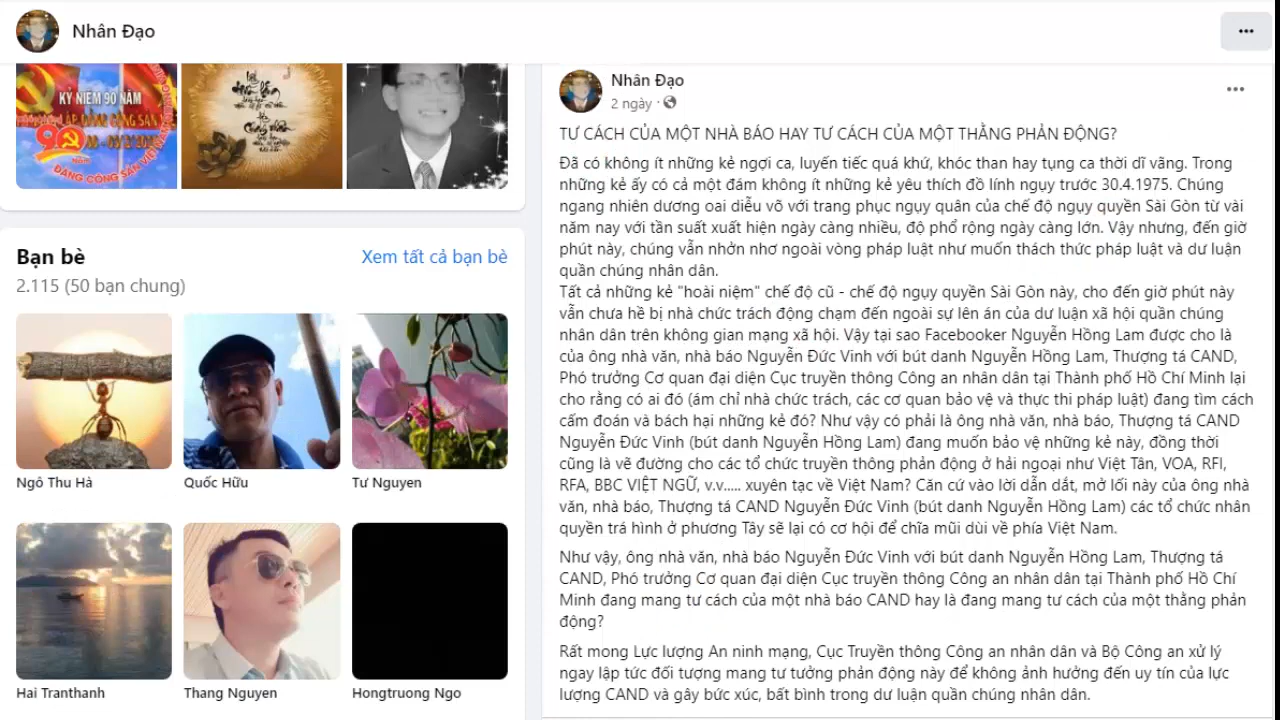 Nhân Đạo
KỶ NIỆM 90 NĂM
ĐẢNG CỘNG SẢN VIỆT NAM
Bạn bè
Xem tất cả bạn bè
2.115 (50 bạn chung)
Ngô Thu Hà
Quốc Hữu
Tư Nguyen
Hai Tranthanh
Thang Nguyen
Hongtruong Ngo
Nhân Đạo
2 ngày ·
TƯ CÁCH CỦA MỘT NHÀ BÁO HAY TƯ CÁCH CỦA MỘT THẰNG PHẢN ĐỘNG?
Đã có không ít những kẻ ngợi ca, luyến tiếc quá khứ, khóc than hay tụng ca thời dĩ vãng. Trong
những kẻ ấy có cả một đám không ít những kẻ yêu thích đồ lính ngụy trước 30.4.1975. Chúng
ngang nhiên dương oai diễu võ với trang phục ngụy quân của chế độ ngụy quyền Sài Gòn từ vài
năm nay với tần suất xuất hiện ngày càng nhiều, độ phổ rộng ngày càng lớn. Vậy nhưng, đến giờ
phút này, chúng vẫn nhởn nhơ ngoài vòng pháp luật như muốn thách thức pháp luật và dư luận
quần chúng nhân dân.
Tất cả những kẻ "hoài niệm" chế độ cũ - chế độ ngụy quyền Sài Gòn này, cho đến giờ phút này
vẫn chưa hề bị nhà chức trách động chạm đến ngoài sự lên án của dư luận xã hội quần chúng
nhân dân trên không gian mạng xã hội. Vậy tại sao Facebooker Nguyễn Hồng Lam được cho là
của ông nhà văn, nhà báo Nguyễn Đức Vinh với bút danh Nguyễn Hồng Lam, Thượng tá CAND,
Phó trưởng Cơ quan đại diện Cục truyền thông Công an nhân dân tại Thành phố Hồ Chí Minh lại
cho rằng có ai đó (ám chỉ nhà chức trách, các cơ quan bảo vệ và thực thi pháp luật) đang tìm cách
cấm đoán và bách hại những kẻ đó? Như vậy có phải là ông nhà văn, nhà báo, Thượng tá CAND
Nguyễn Đức Vinh (bút danh Nguyễn Hồng Lam) đang muốn bảo vệ những kẻ này, đồng thời
cũng là vẽ đường cho các tổ chức truyền thông phản động ở hải ngoại như Việt Tân, VOA, RFI,
RFA, BBC VIỆT NGỮ, v.v..... xuyên tạc về Việt Nam? Căn cứ vào lời dẫn dắt, mở lối này của ông nhà
văn, nhà báo, Thượng tá CAND Nguyễn Đức Vinh (bút danh Nguyễn Hồng Lam) các tổ chức nhân
quyền trá hình ở phương Tây sẽ lại có cơ hội để chĩa mũi dùi về phía Việt Nam.
Như vậy, ông nhà văn, nhà báo Nguyễn Đức Vinh với bút danh Nguyễn Hồng Lam, Thượng tá
CAND, Phó trưởng Cơ quan đại diện Cục truyền thông Công an nhân dân tại Thành phố Hồ Chí
Minh đang mang tư cách của một nhà báo CAND hay là đang mang tư cách của một thằng phản
động?
Rất mong Lực lượng An ninh mạng, Cục Truyền thông Công an nhân dân và Bộ Công an xử lý
ngay lập tức đối tượng mang tư tưởng phản động này để không ảnh hưởng đến uy tín của lực
lượng CAND và gây bức xúc, bất bình trong dư luận quần chúng nhân dân.